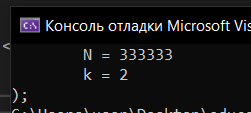 Консоль отладки Microsoft Vis
<
N = 333333
k = 2
);